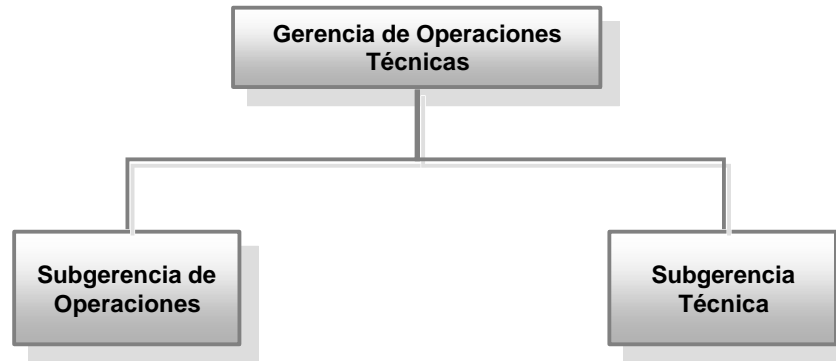 Gerencia de Operaciones
Técnicas
Subgerencia de
Operaciones
Subgerencia
Técnica